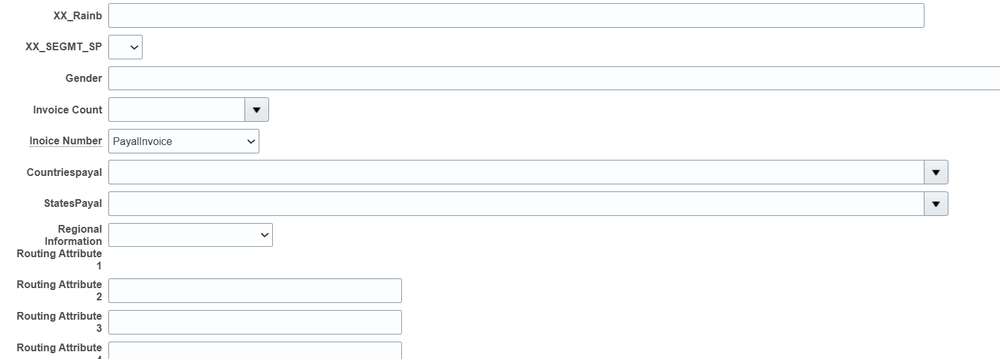 XX_Rainb
XX_SEGMT_SP
Gender
Invoice Count
Inoice Number PayalInvoice
Countriespayal
StatesPayal
Regional
Information
Routing Attribute
1
Routing Attribute
2
Routing Attribute
3
Routing Attribute